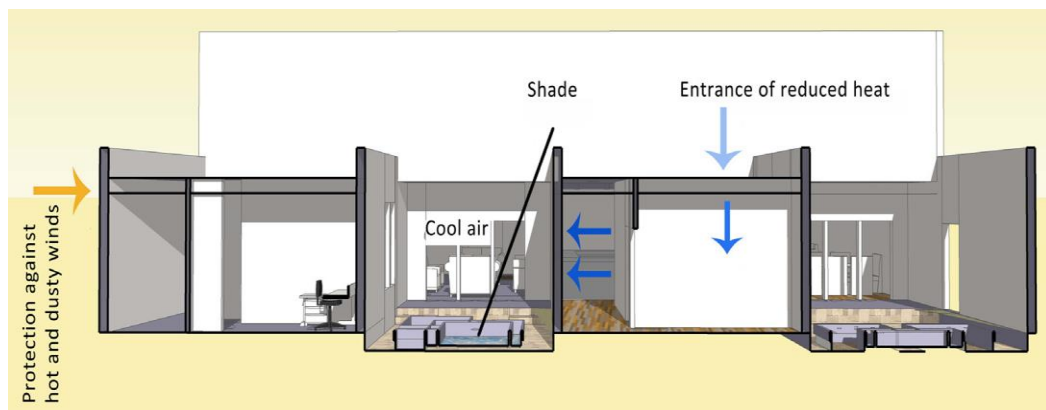 Shade
Entrance of reduced heat
Cool air
Protection against
hot and dusty winds